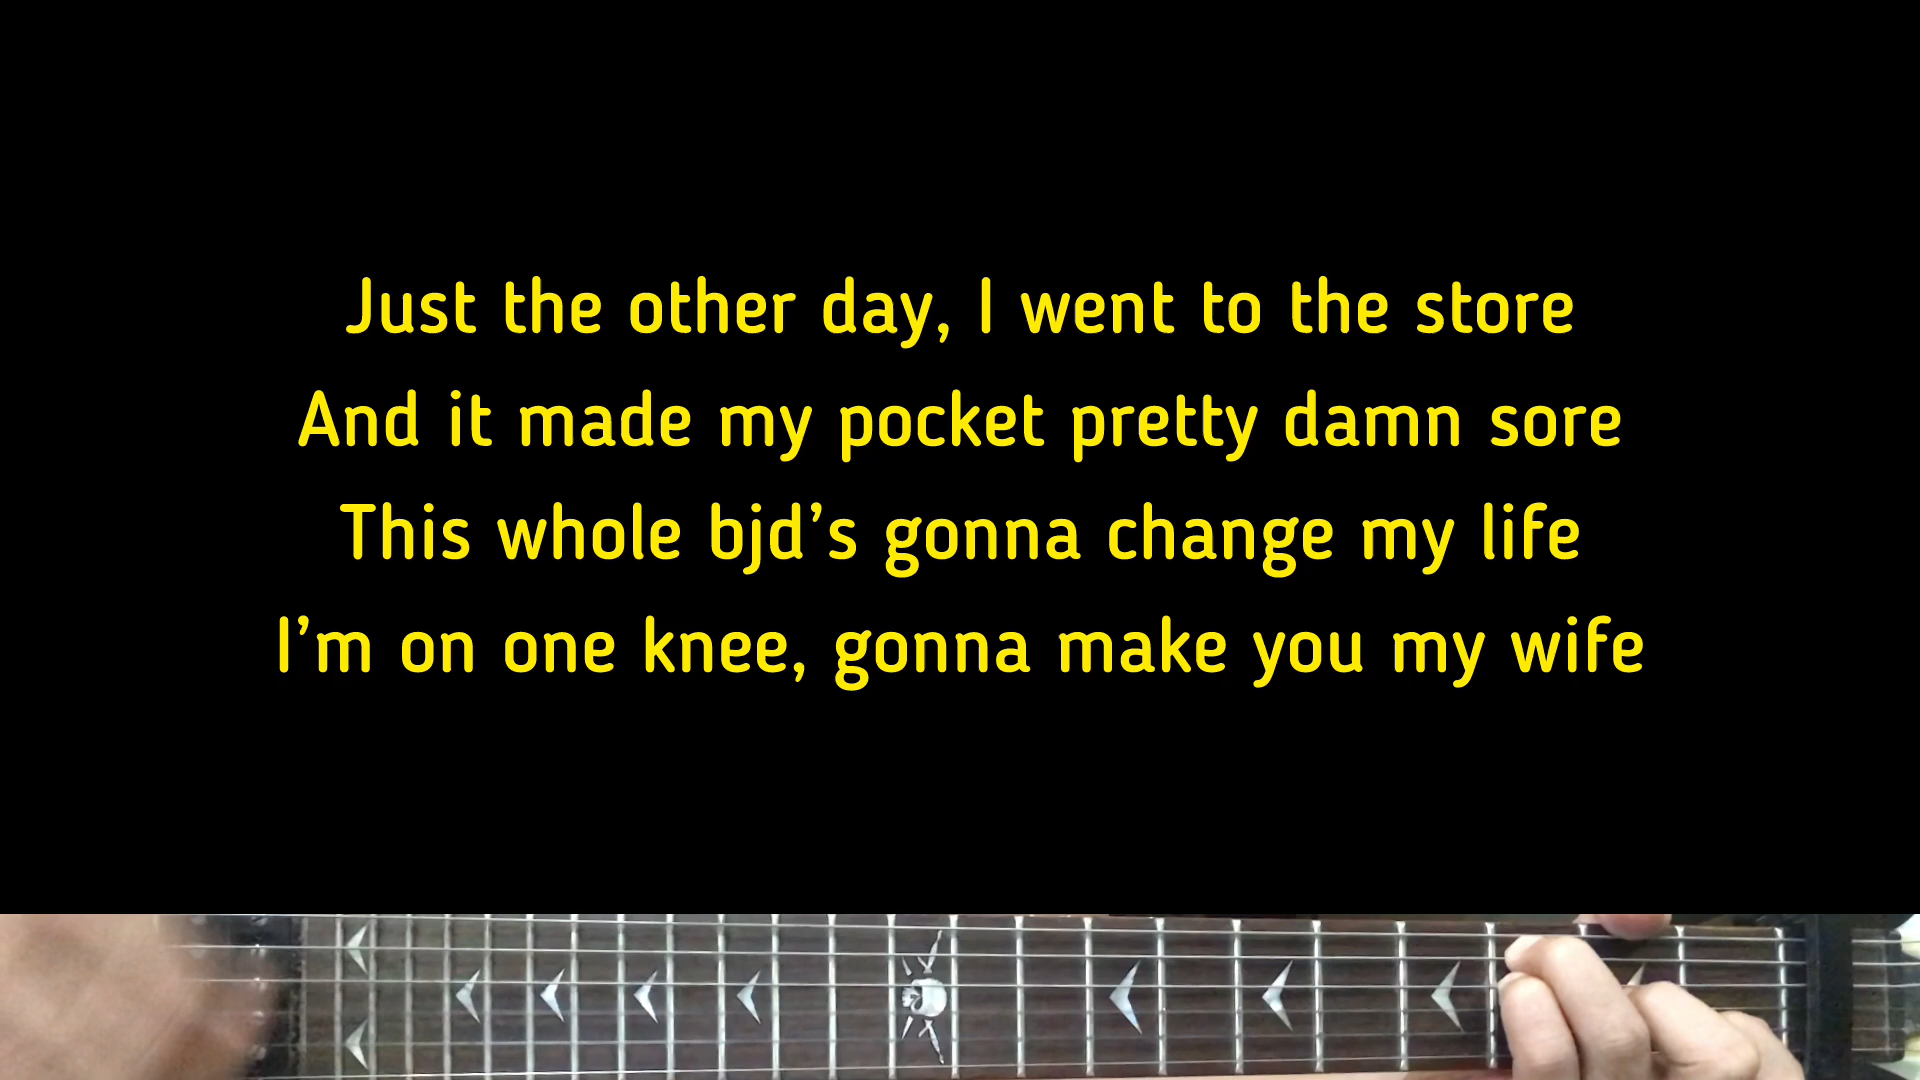 Just the other day, I went to the store
And it made my pocket pretty damn sore
This whole bjd’s gonna change my life
I’m on one knee, gonna make you my wife